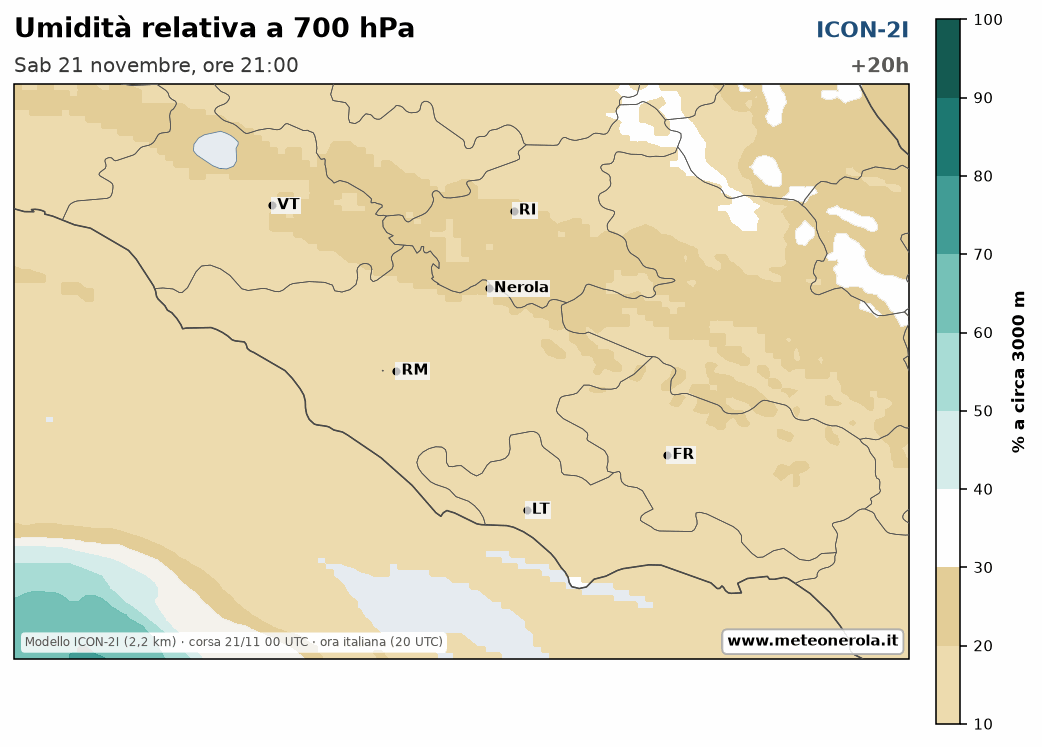 Umidità relativa a 700 hPa
ICON-2I
Sab 21 novembre, ore 21:00
+20h
100
90
80
70
60
50
40
30
20
10
% a circa 3000 m
VT
RI
Nerola
RM
FR
LT
Modello ICON-2I (2,2 km) · corsa 21/11 00 UTC · ora italiana (20 UTC)
www.meteonerola.it